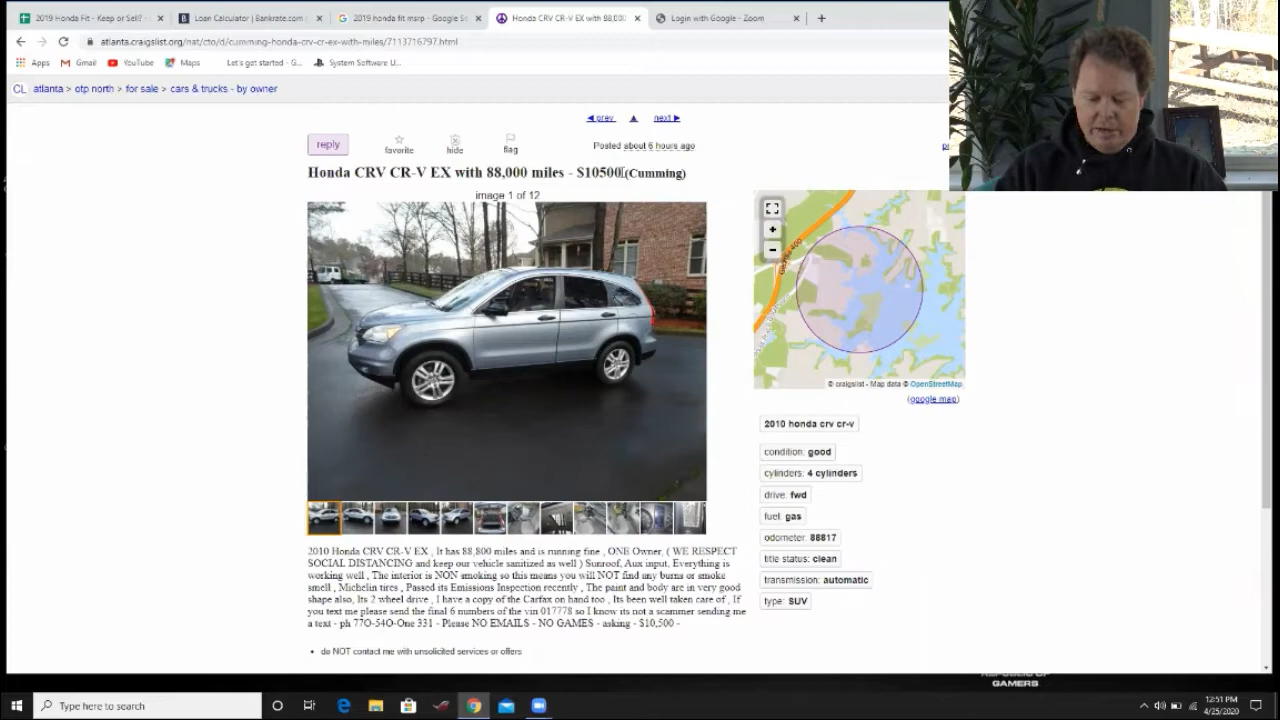 2019 Honda Fit - Keep or Sell?
Loan Calculator | Bankrate.com
2019 honda fit msrp - Google Se
Honda CRV CR-V EX with 88,000
Login with Google - Zoom
atlanta.craigslist.org/nat/cto/d/cumming-honda-crv-cr-ex-with-miles/7113716797.html
Apps
Gmail
YouTube
Maps
Let's get started - G...
System Software U...
CL atlanta > otp north > for sale > cars & trucks - by owner
◀ prev ▲ next ▶
reply
favorite
hide
flag
Posted about 6 hours ago
Honda CRV CR-V EX with 88,000 miles - $10500 (Cumming)
image 1 of 12
+
-
© craigslist - Map data © OpenStreetMap
(google map)
2010 honda crv cr-v
condition: good
cylinders: 4 cylinders
drive: fwd
fuel: gas
odometer: 88817
title status: clean
transmission: automatic
type: SUV
2010 Honda CRV CR-V EX , It has 88,800 miles and is running fine , ONE Owner, ( WE RESPECT
SOCIAL DISTANCING and keep our vehicle sanitized as well ) Sunroof, Aux input, Everything is
working well , The interior is NON smoking so this means you will NOT find any burns or smoke
smell , Michelin tires , Passed its Emissions Inspection recently , The paint and body are in very good
shape also, Its 2 wheel drive , I have a copy of the Carfax on hand too , Its been well taken care of , If
you text me please send the final 6 numbers of the vin 017778 so I know its not a scammer sending me
a text - ph 77O-54O-One 331 - Please NO EMAILS - NO GAMES - asking - $10,500 -
• do NOT contact me with unsolicited services or offers
REPUBLIC OF
GAMERS
Type here to search
12:51 PM
4/25/2020